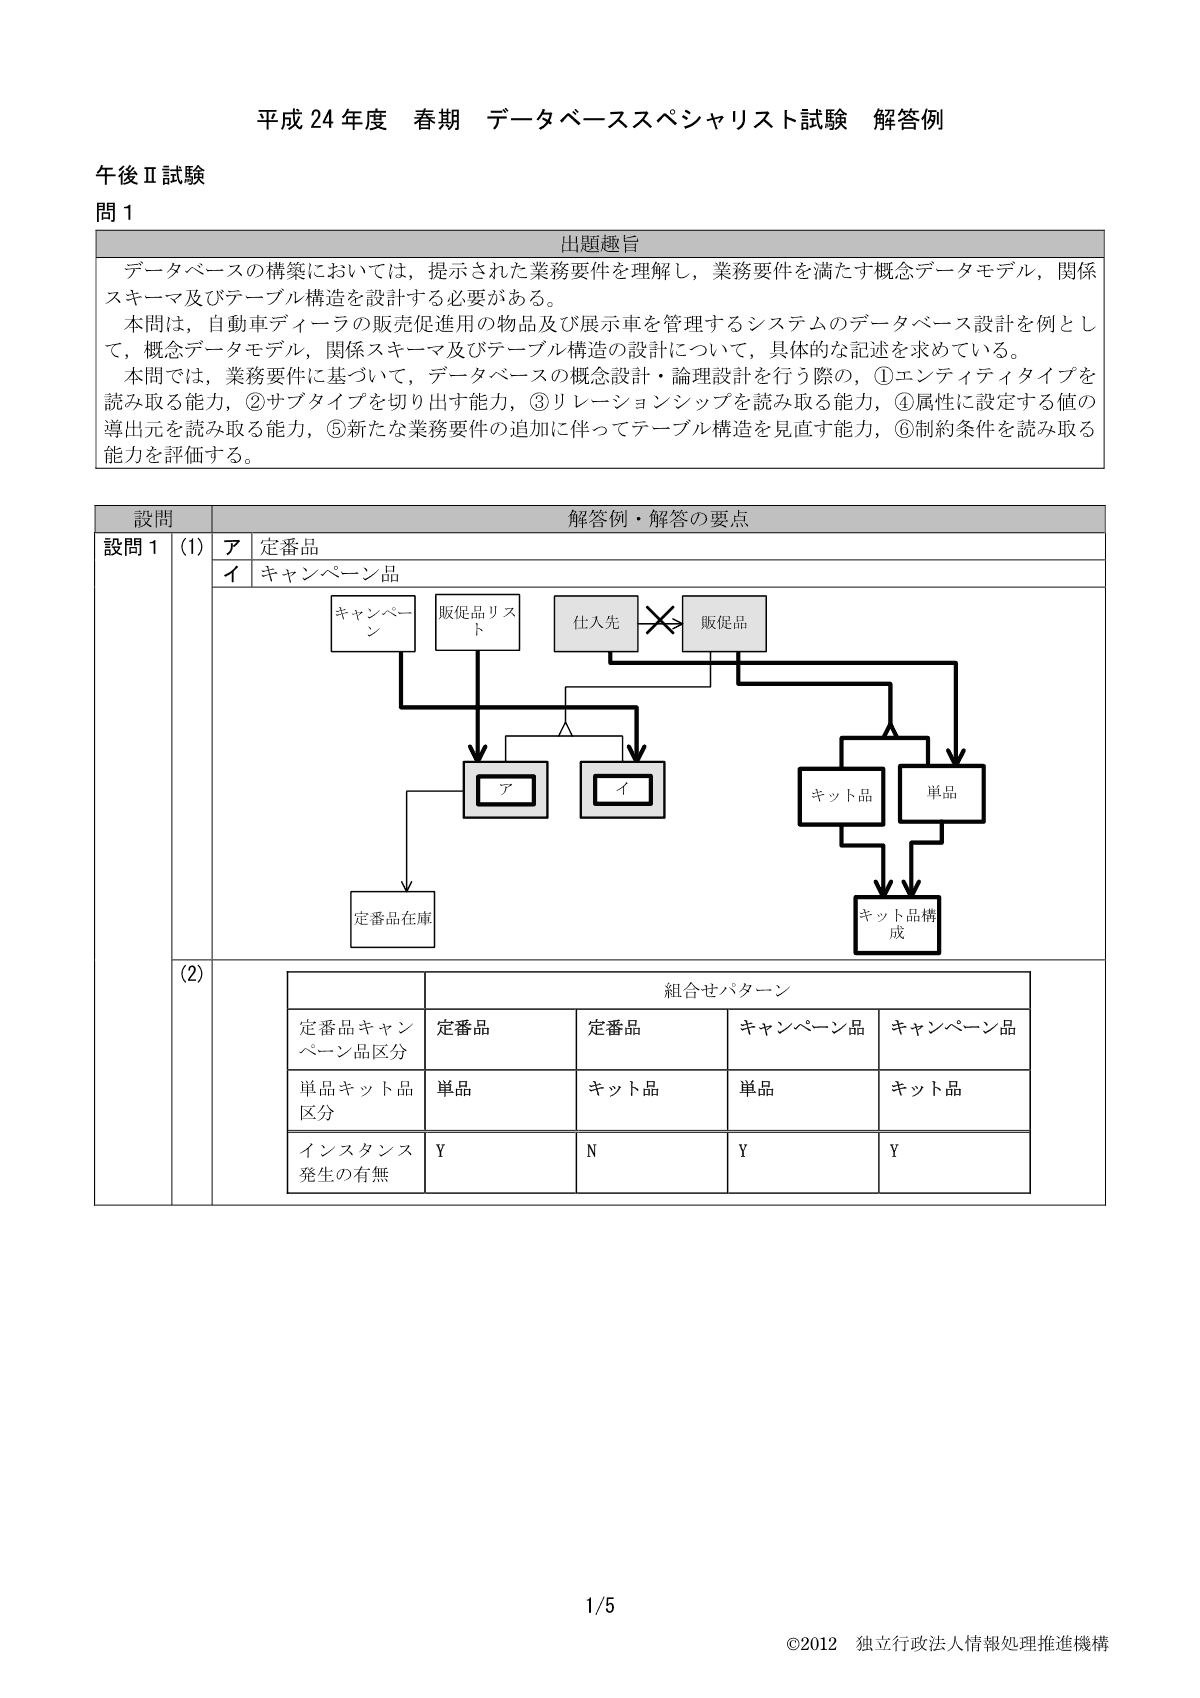 平成 24 年度　春期　データベーススペシャリスト試験　解答例
午後Ⅱ試験
問１
出題趣旨
データベースの構築においては，提示された業務要件を理解し，業務要件を満たす概念データモデル，関係
スキーマ及びテーブル構造を設計する必要がある。
本問は，自動車ディーラの販売促進用の物品及び展示車を管理するシステムのデータベース設計を例とし
て，概念データモデル，関係スキーマ及びテーブル構造の設計について，具体的な記述を求めている。
本問では，業務要件に基づいて，データベースの概念設計・論理設計を行う際の，①エンティティタイプを
読み取る能力，②サブタイプを切り出す能力，③リレーションシップを読み取る能力，④属性に設定する値の
導出元を読み取る能力，⑤新たな業務要件の追加に伴ってテーブル構造を見直す能力，⑥制約条件を読み取る
能力を評価する。
設問　解答例・解答の要点
設問１　(1)　ア　定番品
イ　キャンペーン品
キャンペー
ン
販促品リス
ト
仕入先
販促品
ア
イ
キット品
単品
定番品在庫
キット品構
成
(2)
組合せパターン
定番品キャン
ペーン品区分
定番品　定番品　キャンペーン品　キャンペーン品
単品キット品
区分
単品　キット品　単品　キット品
インスタンス
発生の有無
Y　N　Y　Y
1/5
©2012　独立行政法人情報処理推進機構